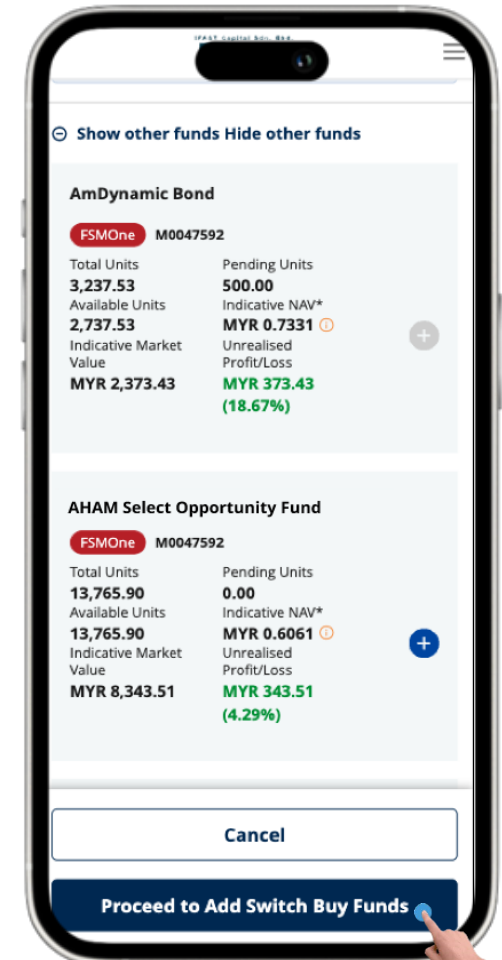 iFAST Capital Sdn. Bhd.
Show other funds Hide other funds
AmDynamic Bond
FSMOne M0047592
Total Units Pending Units
3,237.53 500.00
Available Units Indicative NAV*
2,737.53 MYR 0.7331
Indicative Market Unrealised
Value Profit/Loss
MYR 2,373.43 MYR 373.43
(18.67%)
AHAM Select Opportunity Fund
FSMOne M0047592
Total Units Pending Units
13,765.90 0.00
Available Units Indicative NAV*
13,765.90 MYR 0.6061
Indicative Market Unrealised
Value Profit/Loss
MYR 8,343.51 MYR 343.51
(4.29%)
Cancel
Proceed to Add Switch Buy Funds